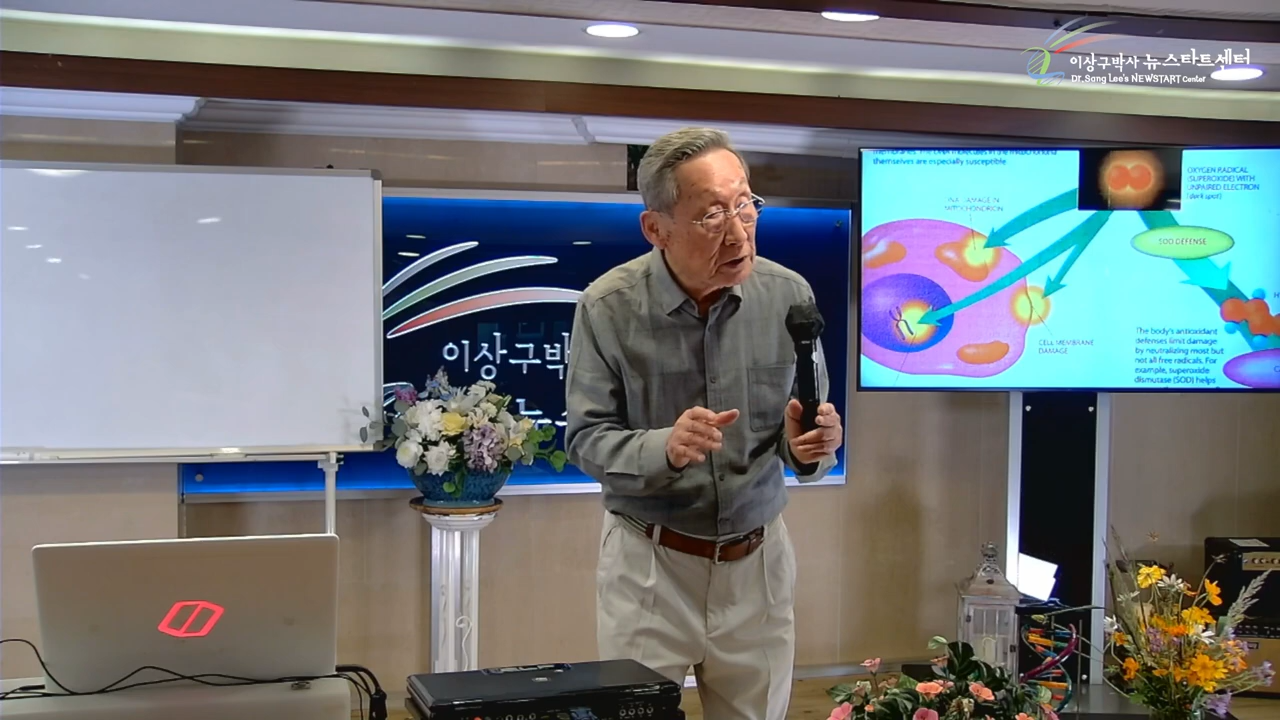 이상구박사 뉴스타트센터
Dr. Sang Lee's NEWSTART Center
themselves are especially susceptible
OXYGEN RADICAL
(SUPEROXIDE) WITH
UNPAIRED ELECTRON
(dark spot)
DAMAGE IN
MITOCHONDRION
SOD DEFENSE
CELL MEMBRANE
DAMAGE
The body's antioxidant
defenses limit damage
by neutralizing most but
not all free radicals. For
example, superoxide
dismutase (SOD) helps
이상구박
뉴